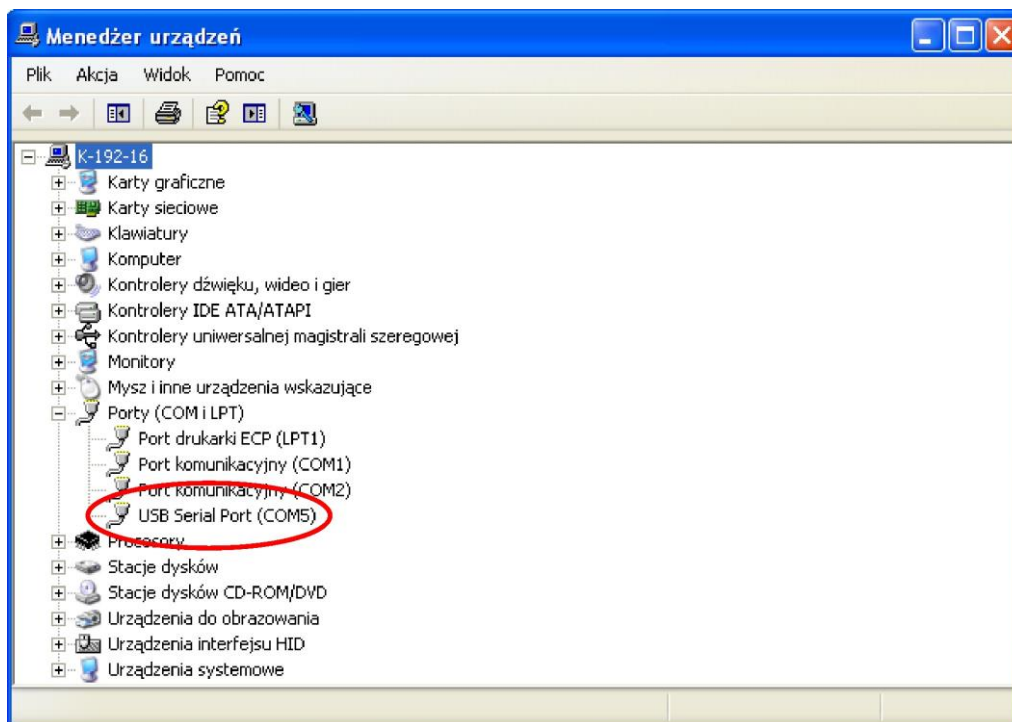 Menedżer urządzeń
Plik Akcja Widok Pomoc
K-192-16
Karty graficzne
Karty sieciowe
Klawiatury
Komputer
Kontrolery dźwięku, wideo i gier
Kontrolery IDE ATA/ATAPI
Kontrolery uniwersalnej magistrali szeregowej
Monitory
Mysz i inne urządzenia wskazujące
Porty (COM i LPT)
Port drukarki ECP (LPT1)
Port komunikacyjny (COM1)
Port komunikacyjny (COM2)
USB Serial Port (COM5)
Procesory
Stacje dysków
Stacje dysków CD-ROM/DVD
Urządzenia do obrazowania
Urządzenia interfejsu HID
Urządzenia systemowe